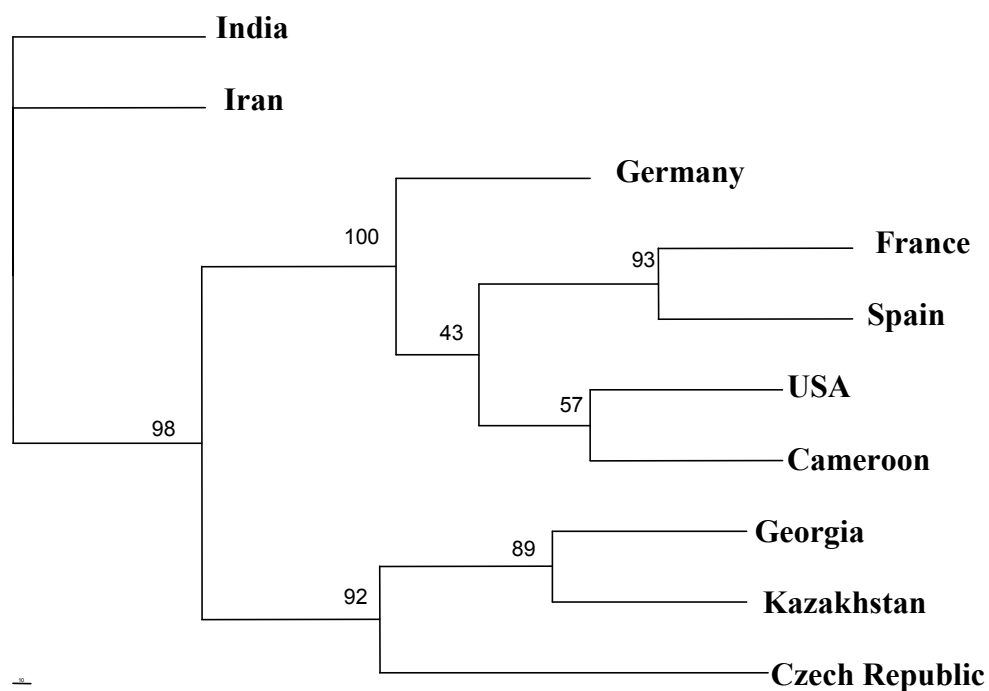 India
Iran
Germany
100
France
93
Spain
43
USA
57
Cameroon
98
Georgia
89
Kazakhstan
92
Czech Republic